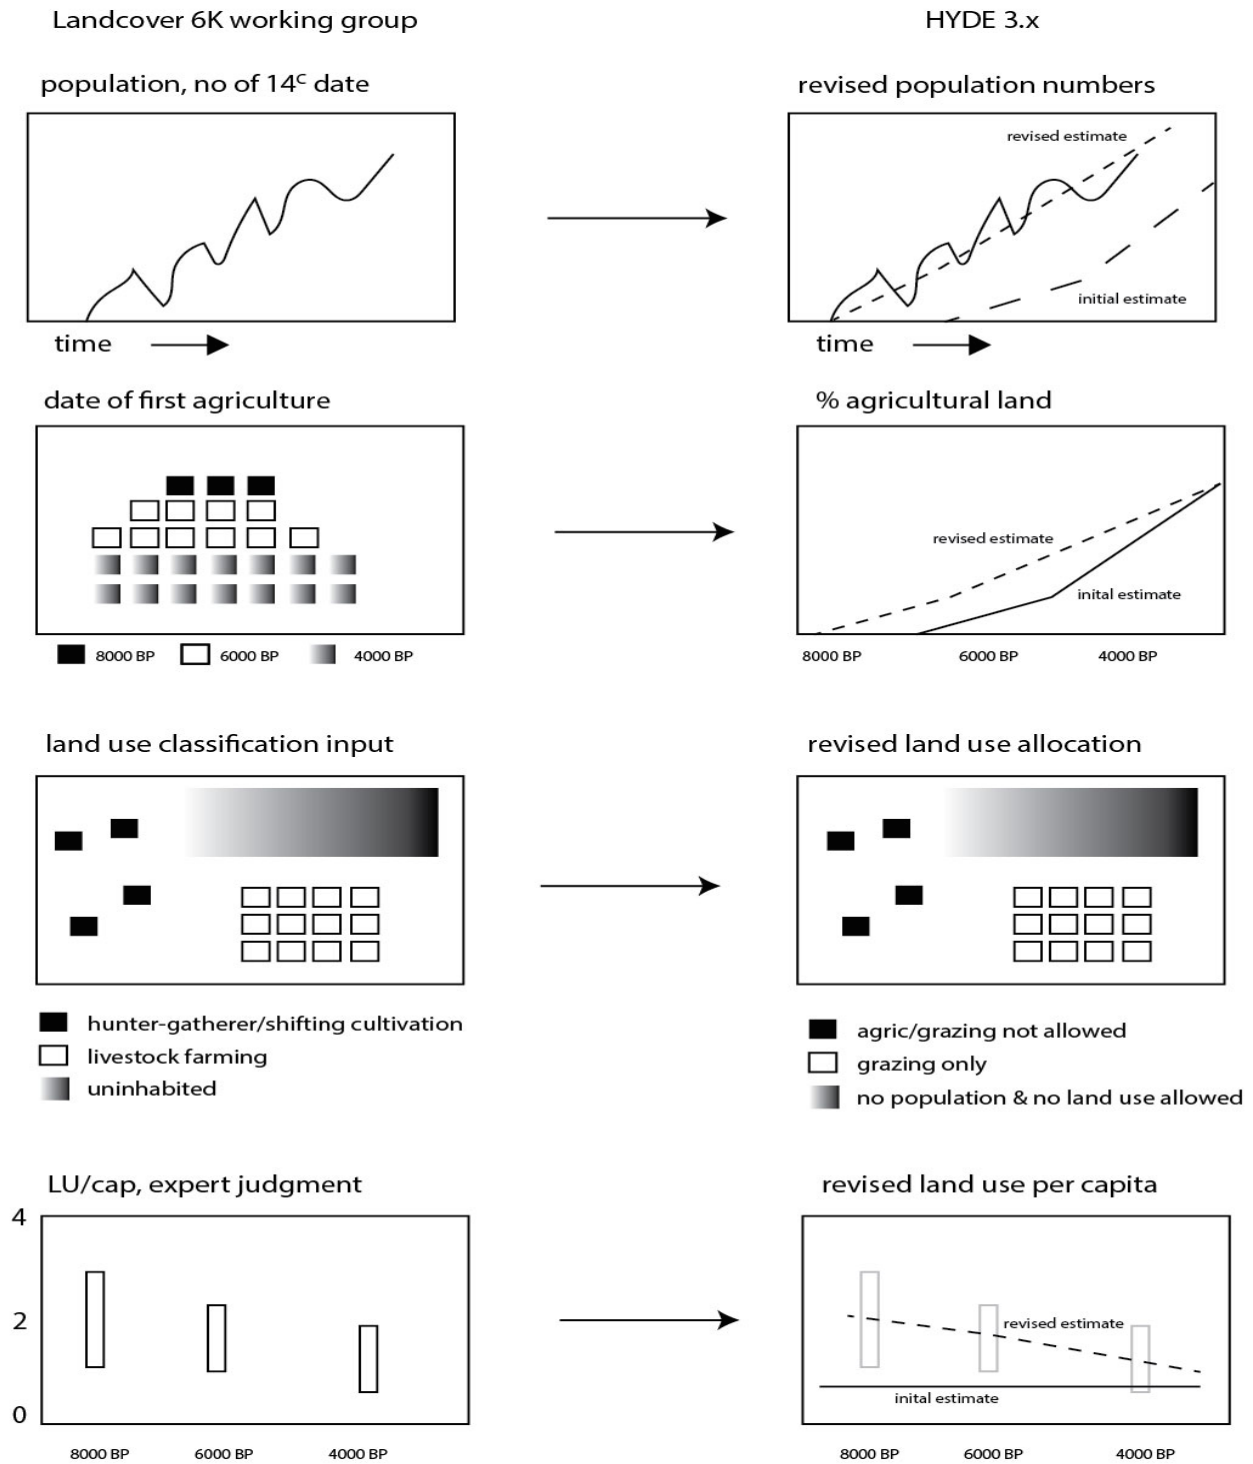 Landcover 6K working group
HYDE 3.x
population, no of 14ᶜ date
revised population numbers
revised estimate
initial estimate
time
time
date of first agriculture
% agricultural land
revised estimate
inital estimate
8000 BP
6000 BP
4000 BP
8000 BP
6000 BP
4000 BP
land use classification input
revised land use allocation
hunter-gatherer/shifting cultivation
livestock farming
uninhabited
agric/grazing not allowed
grazing only
no population & no land use allowed
LU/cap, expert judgment
revised land use per capita
4
2
0
revised estimate
inital estimate
8000 BP
6000 BP
4000 BP
8000 BP
6000 BP
4000 BP